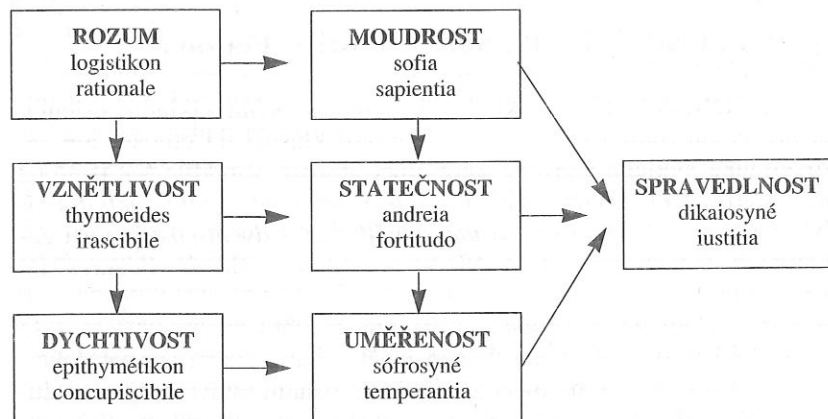 ROZUM
logistikon
rationale
MOUDROST
sofia
sapientia
VZNĚTLIVOST
thymoeides
irascibile
STATEČNOST
andreia
fortitudo
SPRAVEDLNOST
dikaiosyné
iustitia
DYCHTIVOST
epithymétikon
concupiscibile
UMĚŘENOST
sófrosyné
temperantia